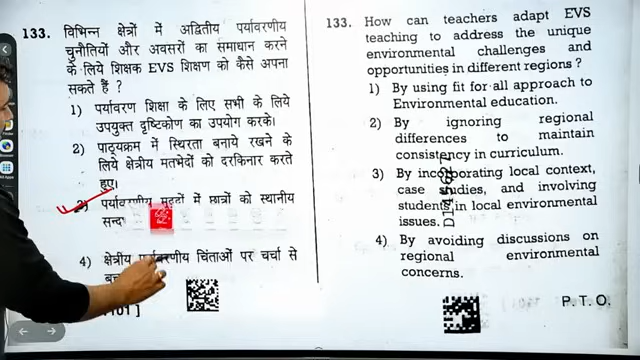 133. विभिन्न क्षेत्रों में अद्वितीय पर्यावरणीय
चुनौतियों और अवसरों का समाधान करने
के लिये शिक्षक EVS शिक्षण को कैसे अपना
सकते हैं ?
1) पर्यावरण शिक्षा के लिए सभी के लिये
उपयुक्त दृष्टिकोण का उपयोग करके।
2) पाठ्यक्रम में स्थिरता बनाये रखने के
लिये क्षेत्रीय मतभेदों को दरकिनार करते
हुए।
3) पर्यावरणीय मुद्दों में छात्रों को स्थानीय
4) क्षेत्रीय पर्यावरणीय चिंताओं पर चर्चा से
133. How can teachers adapt EVS
teaching to address the unique
environmental challenges and
opportunities in different regions ?
1) By using fit for all approach to
Environmental education.
2) By ignoring regional
differences to maintain
consistency in curriculum.
3) By incorporating local context,
case studies, and involving
students in local environmental
issues.
4) By avoiding discussions on
regional environmental
concerns.
P. T. O.